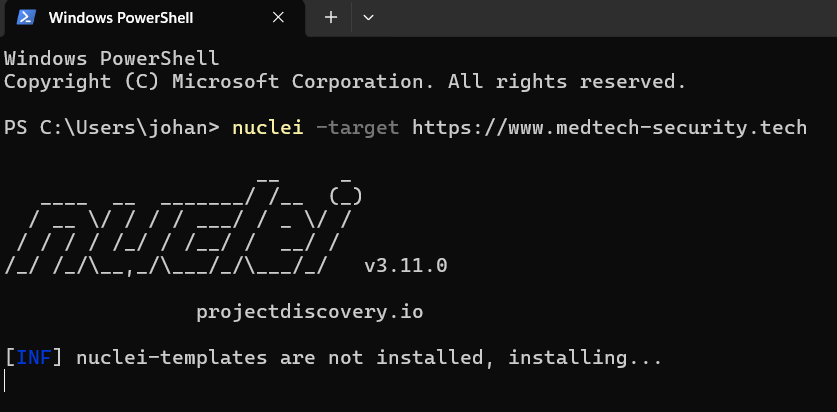 Windows PowerShell
Windows PowerShell
Copyright (C) Microsoft Corporation. All rights reserved.
PS C:\Users\johan> nuclei -target https://www.medtech-security.tech
                     __     _
   ____  __  _______/ /__  (_)
  / __ \/ / / / ___/ / _ \/ /
 / / / / /_/ / /__/ /  __/ /
/_/ /_/\__,_/\___/_/\___/_/   v3.11.0
projectdiscovery.io
[INF] nuclei-templates are not installed, installing...